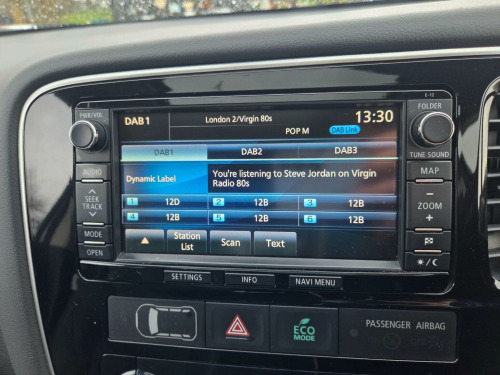 E-12
PWR/VOL
AUDIO
SEEK
TRACK
MODE
OPEN
DAB 1
London 2/Virgin 80s
13:30
POP M
DAB Link
DAB1
DAB2
DAB3
Dynamic Label
You're listening to Steve Jordan on Virgin
Radio 80s
1 12D
2 12B
3 12B
4 12B
5 12B
6 12B
Station
List
Scan
Text
FOLDER
TUNE SOUND
MAP
−
ZOOM
+
SETTINGS
INFO
NAVI MENU
ECO
MODE
PASSENGER AIRBAG